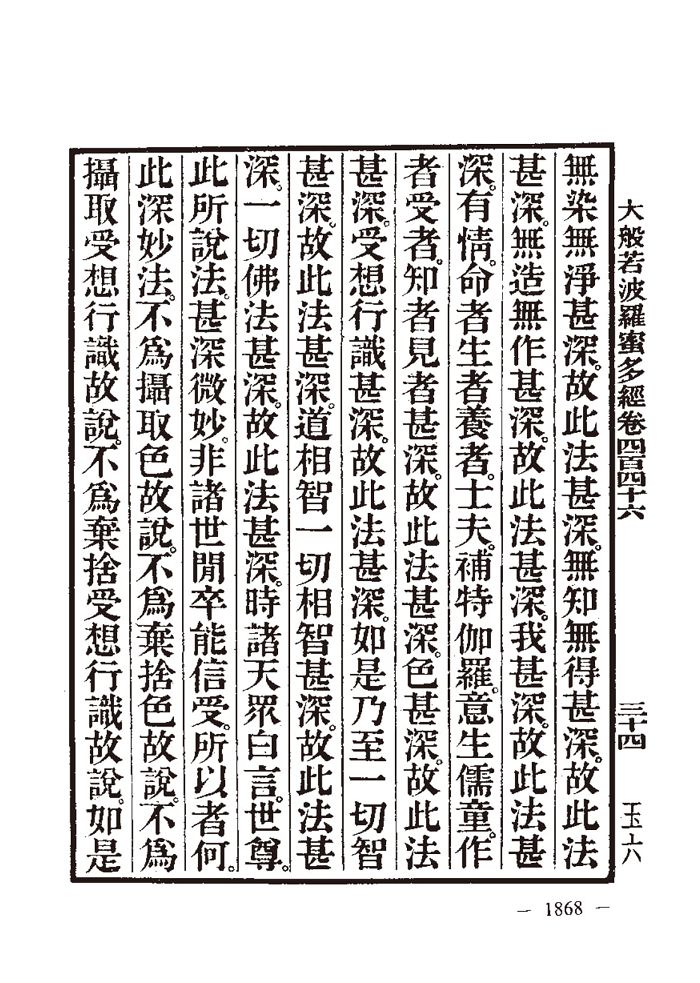 大般若波羅蜜多經卷四百四十六　三十四　玉六
無染無淨甚深。故此法甚深。無知無得甚深。故此法
甚深。無造無作甚深。故此法甚深。我甚深。故此法甚
深。有情。命者生者養者。士夫。補特伽羅。意生儒童。作
者受者。知者見者甚深。故此法甚深。色甚深。故此法
甚深。受想行識甚深。故此法甚深。如是乃至一切智
甚深。故此法甚深。道相智一切相智甚深。故此法甚
深。一切佛法甚深。故此法甚深。時諸天眾白言。世尊。
此所說法。甚深微妙。非諸世閒卒能信受。所以者何。
此深妙法。不爲攝取色故說。不爲棄捨色故說。不爲
攝取受想行識故說。不爲棄捨受想行識故說。如是
— 1868 —